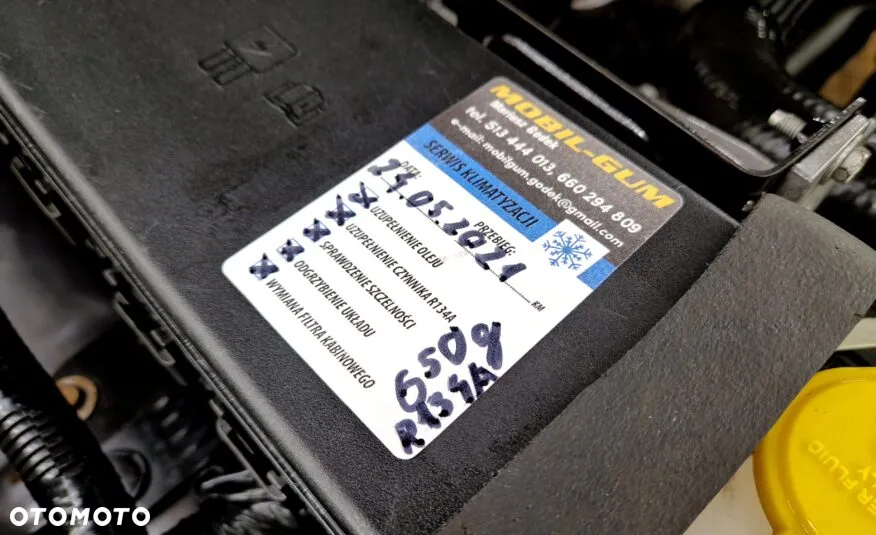 MOBIL-GUM
Mariusz Godek
tel. 513 444 013, 660 294 809
e-mail: mobilgum.godek@gmail.com
SERWIS KLIMATYZACJI
DATA: 24.05.2021 PRZEBIEG: KM
UZUPEŁNIENIE OLEJU
UZUPEŁNIENIE CZYNNIKA R134A
SPRAWDZENIE SZCZELNOŚCI
ODGRZYBIENIE UKŁADU
WYMIANA FILTRA KABINOWEGO
650g
R134A
FLUID
OTOMOTO